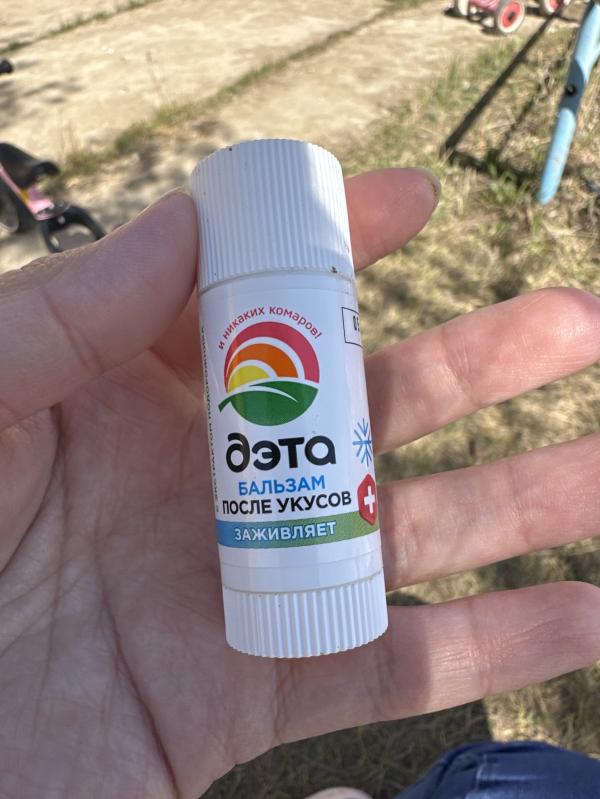 и никаких комаров!
дэта
БАЛЬЗАМ
ПОСЛЕ УКУСОВ
ЗАЖИВЛЯЕТ